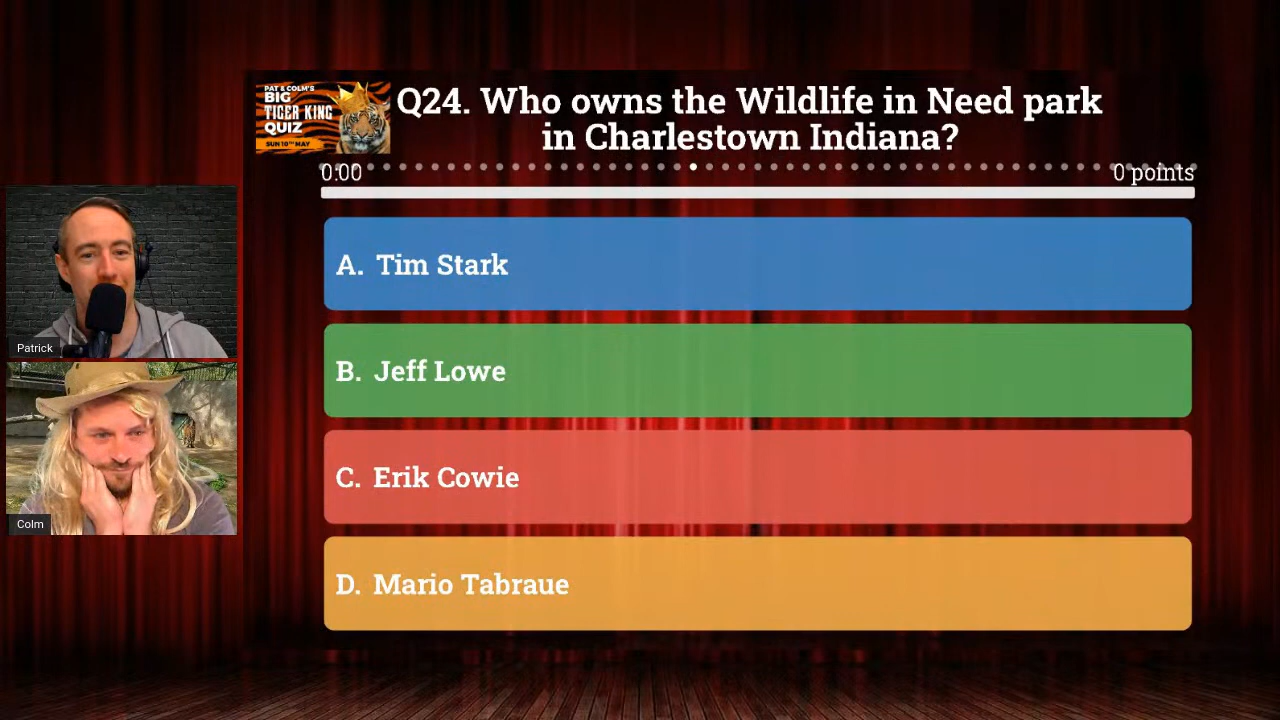 PAT & COLM'S
BIG
TIGER KING
QUIZ
SUN 10TH MAY
Q24. Who owns the Wildlife in Need park
in Charlestown Indiana?
0:00
0 points
A. Tim Stark
B. Jeff Lowe
C. Erik Cowie
D. Mario Tabraue
Patrick
Colm